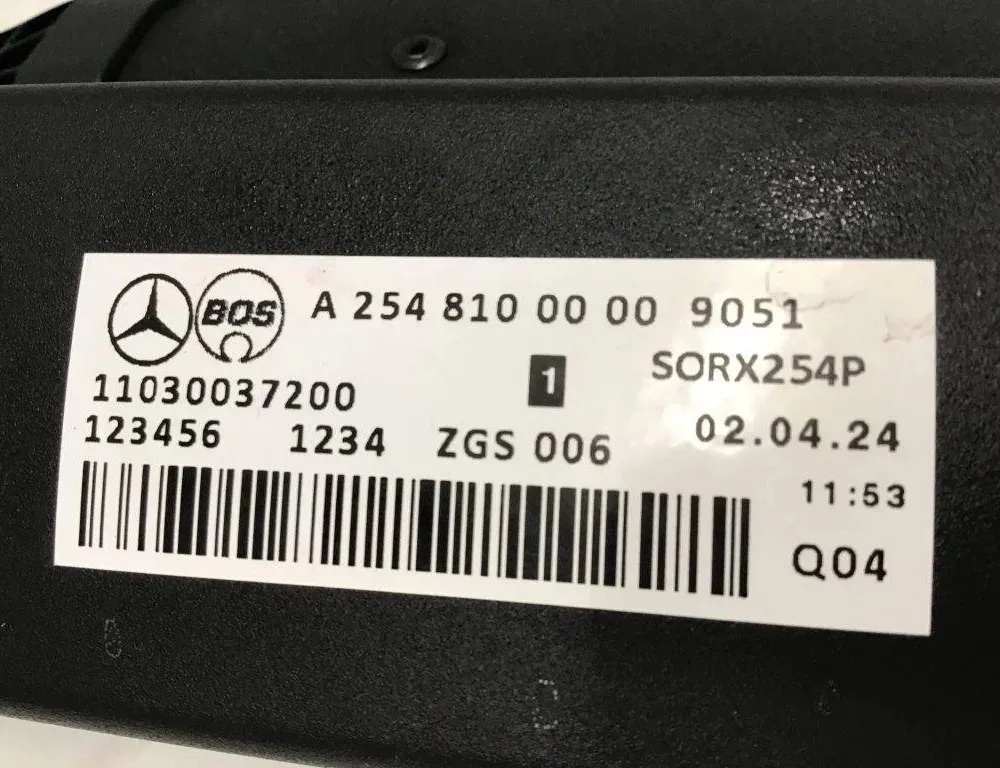 BOS A 254 810 00 00 9051
1 SORX254P
11030037200
123456 1234 ZGS 006 02.04.24
11:53
Q04